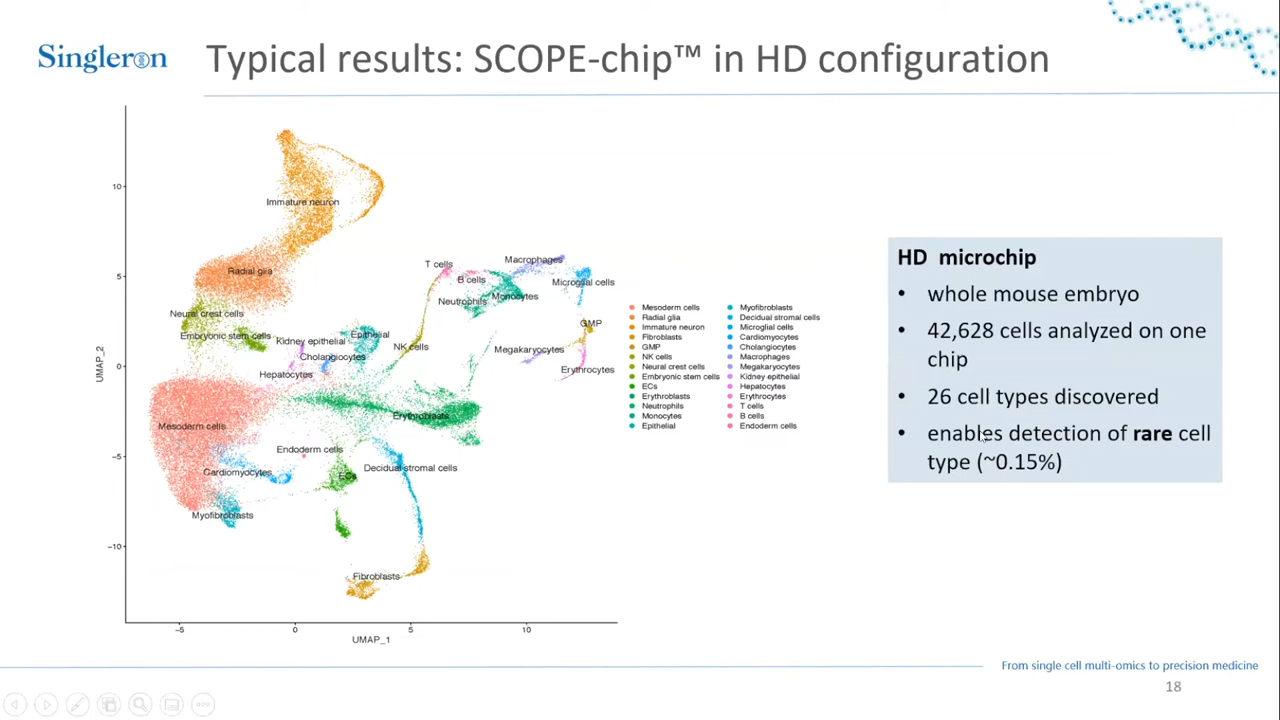 Singleron
Typical results: SCOPE-chip™ in HD configuration
UMAP_2
10
5
0
−5
−10
−5
0
5
10
UMAP_1
Immature neuron
Radial glia
Neural crest cells
Embryonic stem cells
Kidney epithelial
Epithelial
Cholangiocytes
Hepatocytes
NK cells
T cells
B cells
Neutrophils
Monocytes
Macrophages
Microglial cells
GMP
Megakaryocytes
Erythrocytes
Erythroblasts
Mesoderm cells
Endoderm cells
Cardiomyocytes
ECs
Decidual stromal cells
Myofibroblasts
Fibroblasts
Mesoderm cells
Radial glia
Immature neuron
Fibroblasts
GMP
NK cells
Neural crest cells
Embryonic stem cells
ECs
Erythroblasts
Neutrophils
Monocytes
Epithelial
Myofibroblasts
Decidual stromal cells
Microglial cells
Cardiomyocytes
Cholangiocytes
Macrophages
Megakaryocytes
Kidney epithelial
Hepatocytes
Erythrocytes
T cells
B cells
Endoderm cells
HD microchip
• whole mouse embryo
• 42,628 cells analyzed on one
chip
• 26 cell types discovered
• enables detection of rare cell
type (~0.15%)
From single cell multi-omics to precision medicine
18